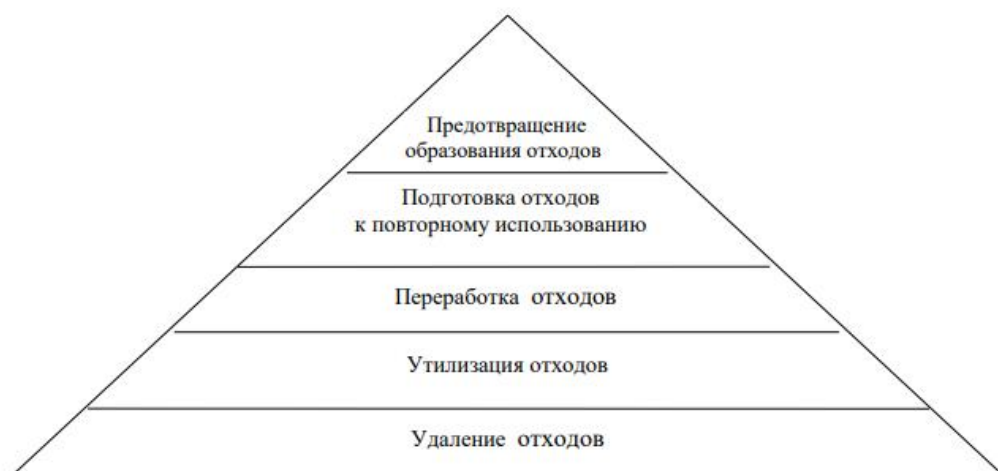 Предотвращение
образования отходов
Подготовка отходов
к повторному использованию
Переработка отходов
Утилизация отходов
Удаление отходов